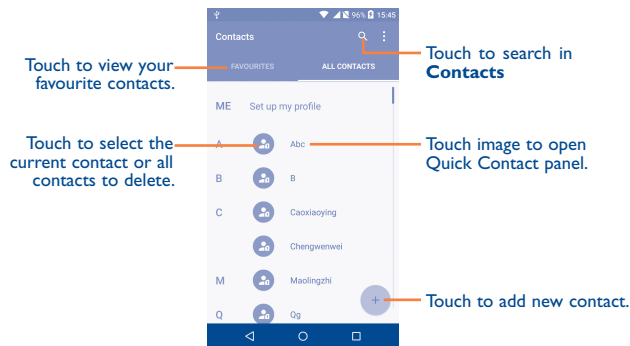 96% 15:45
Contacts
FAVOURITES
ALL CONTACTS
ME
Set up my profile
A
Abc
B
B
C
Caoxiaoying
Chengwenwei
M
Maolingzhi
+
Q
Qg
Touch to view your
favourite contacts.
Touch to select the
current contact or all
contacts to delete.
Touch to search in
Contacts
Touch image to open
Quick Contact panel.
Touch to add new contact.